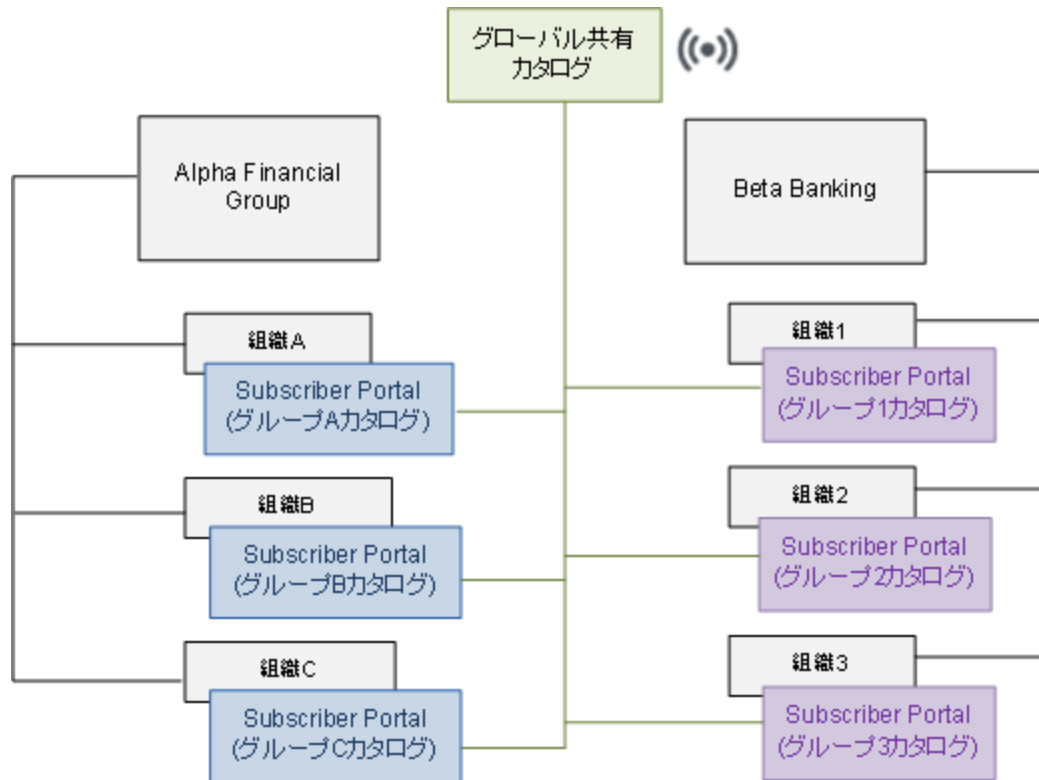 グローバル共有
カタログ
Alpha Financial
Group
Beta Banking
組織A
Subscriber Portal
(グループAカタログ)
組織B
Subscriber Portal
(グループBカタログ)
組織C
Subscriber Portal
(グループCカタログ)
組織1
Subscriber Portal
(グループ1カタログ)
組織2
Subscriber Portal
(グループ2カタログ)
組織3
Subscriber Portal
(グループ3カタログ)